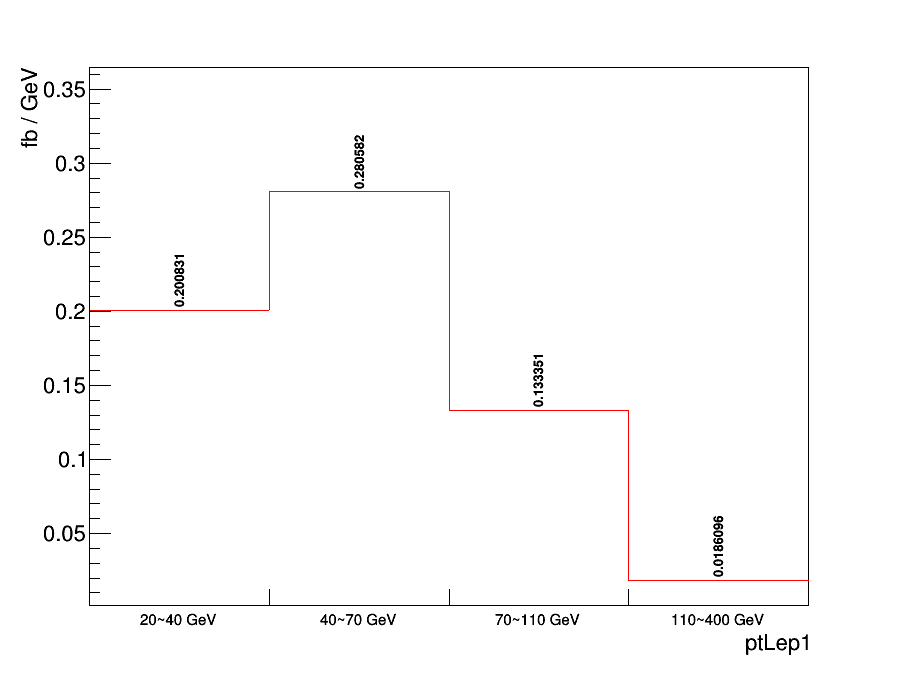 fb / GeV
0.35
0.3
0.25
0.2
0.15
0.1
0.05
0.200831
0.280582
0.133351
0.0186096
20~40 GeV
40~70 GeV
70~110 GeV
110~400 GeV
ptLep1